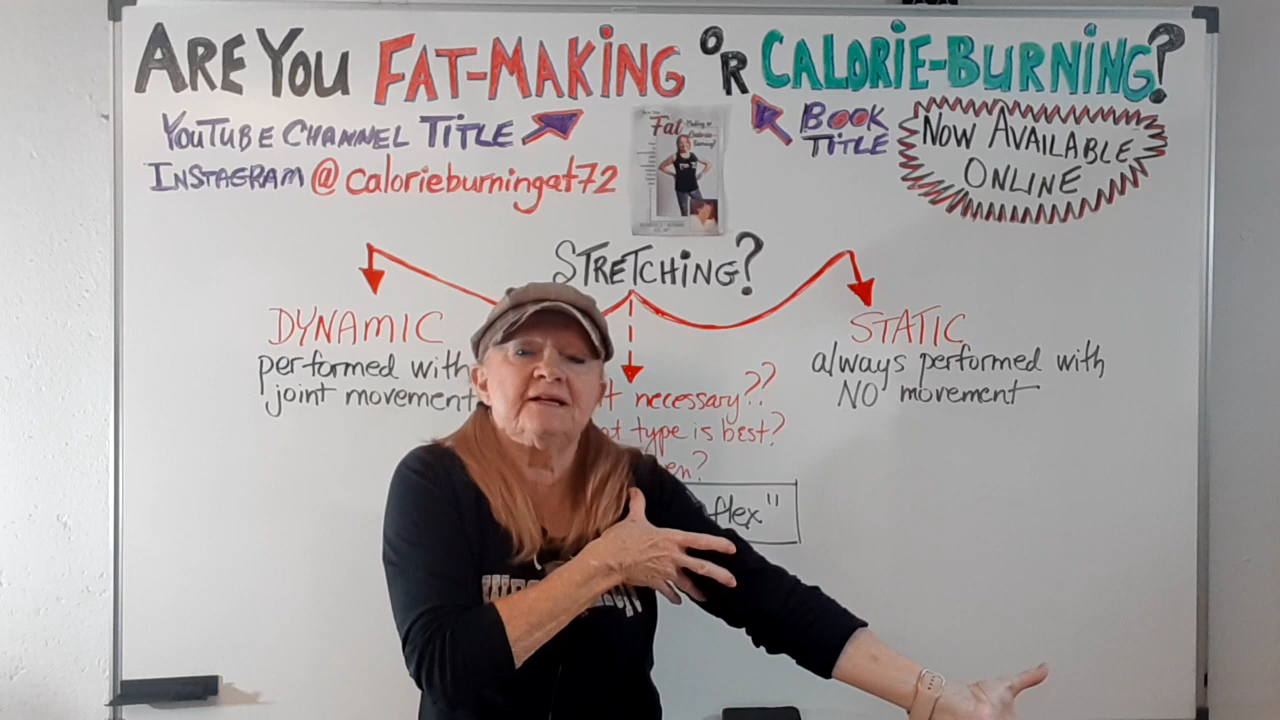 ARE YOU FAT-MAKING OR CALORIE-BURNING?
YOUTUBE CHANNEL TITLE
INSTAGRAM @calorieburningat72
Fat
BOOK
TITLE
NOW AVAILABLE
ONLINE
STRETCHING?
DYNAMIC
performed with
joint movement
STATIC
always performed with
NO movement
necessary??
type is best?